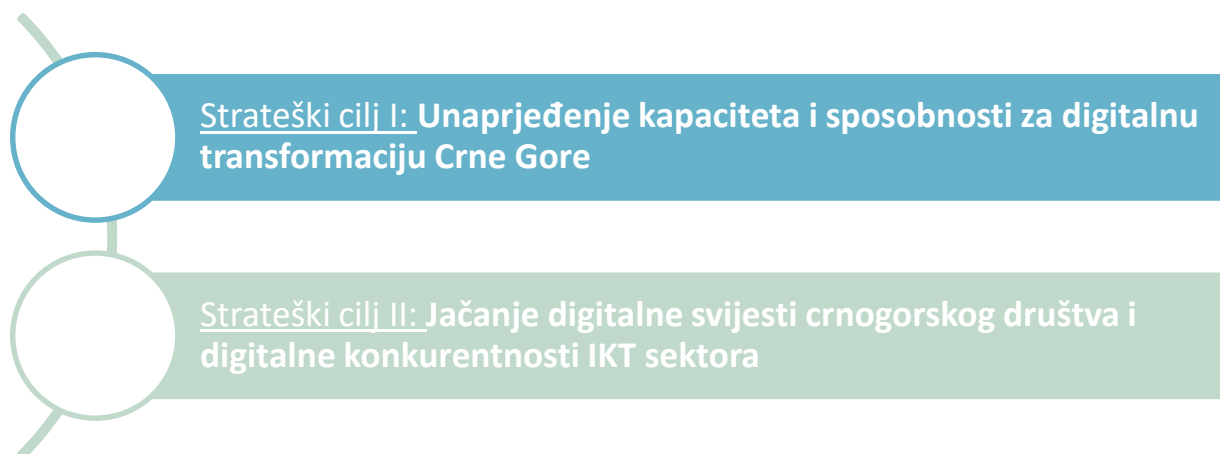 Strateški cilj I: Unaprjeđenje kapaciteta i sposobnosti za digitalnu
transformaciju Crne Gore
Strateški cilj II: Jačanje digitalne svijesti crnogorskog društva i
digitalne konkurentnosti IKT sektora